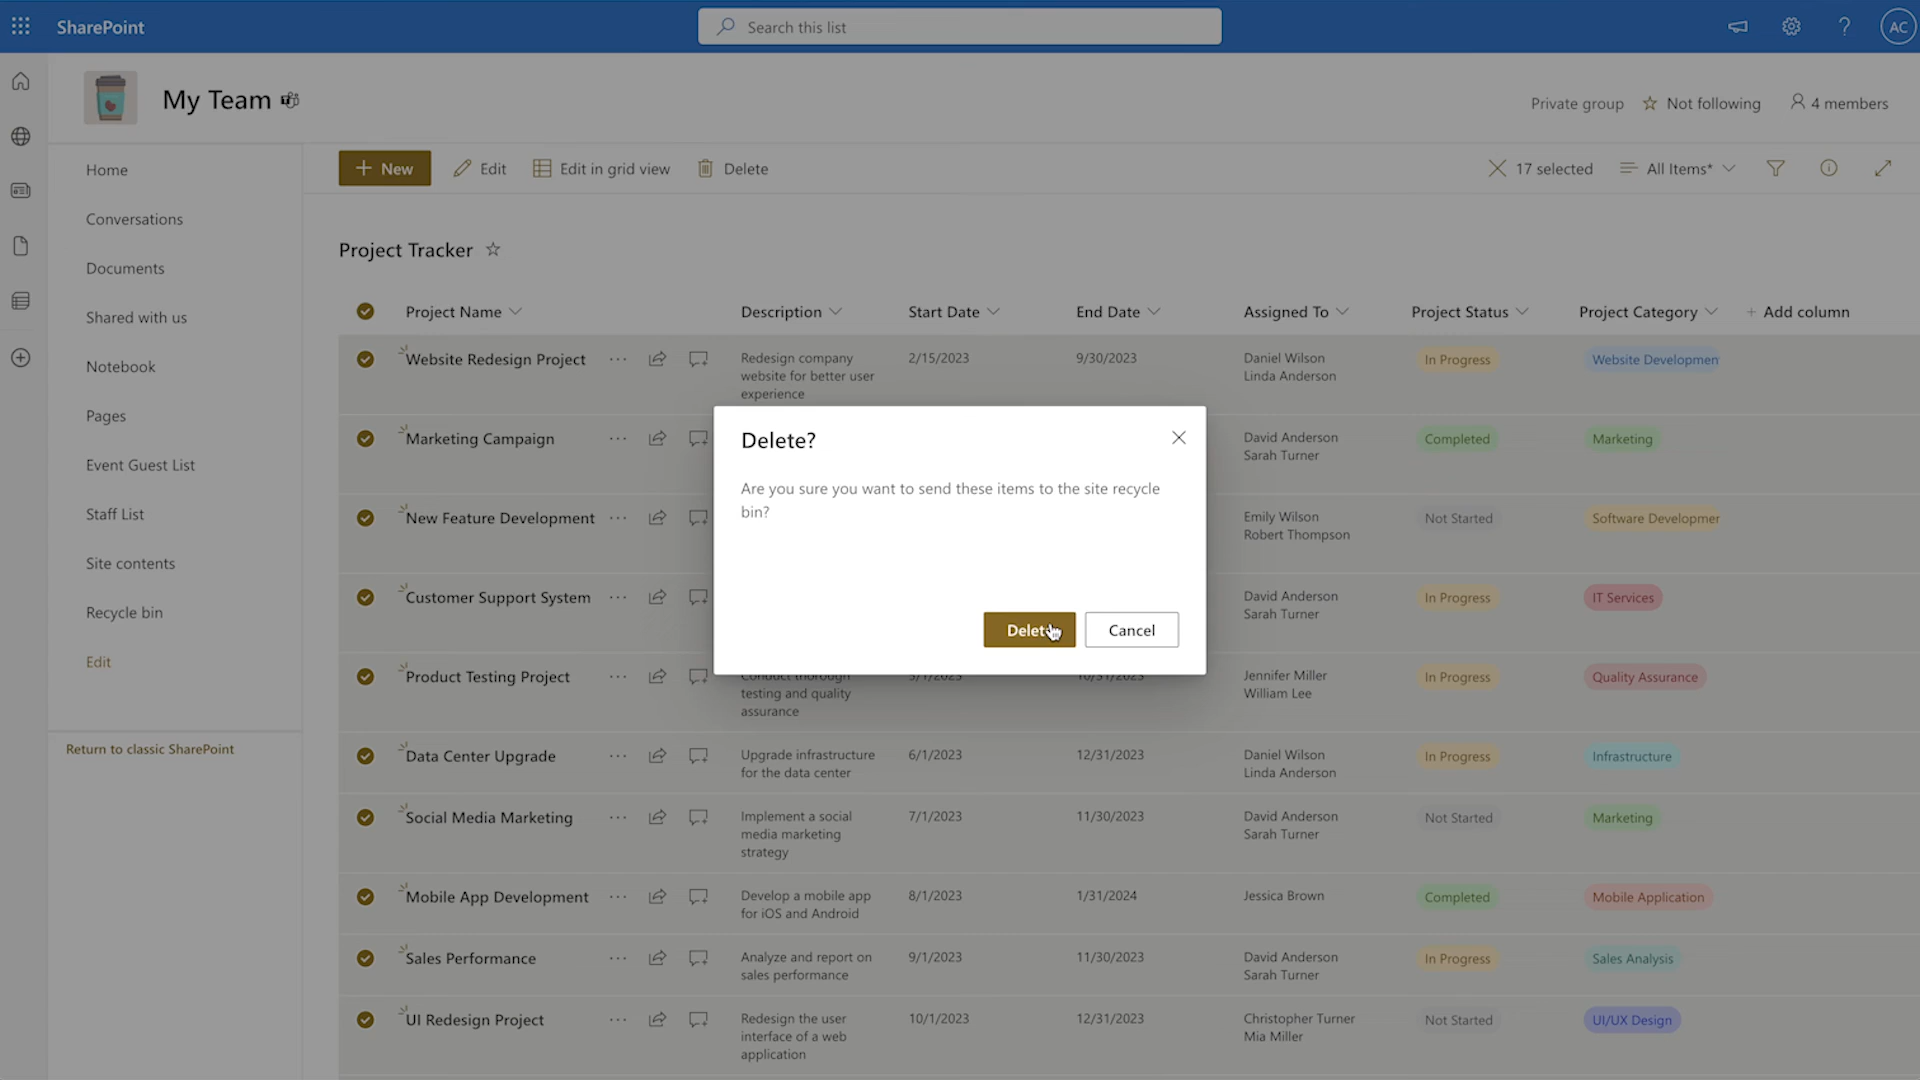 SharePoint
Search this list
AC
My Team
Private group
Not following
4 members
Home
Conversations
Documents
Shared with us
Notebook
Pages
Event Guest List
Staff List
Site contents
Recycle bin
Edit
Return to classic SharePoint
New
Edit
Edit in grid view
Delete
17 selected
All Items*
Project Tracker
Project Name
Description
Start Date
End Date
Assigned To
Project Status
Project Category
+ Add column
Website Redesign Project
Redesign company
website for better user
experience
2/15/2023
9/30/2023
Daniel Wilson
Linda Anderson
In Progress
Website Developmen
Marketing Campaign
David Anderson
Sarah Turner
Completed
Marketing
New Feature Development
Emily Wilson
Robert Thompson
Not Started
Software Developmer
Customer Support System
David Anderson
Sarah Turner
In Progress
IT Services
Product Testing Project
Conduct thorough
testing and quality
assurance
10/31/2023
Jennifer Miller
William Lee
In Progress
Quality Assurance
Data Center Upgrade
Upgrade infrastructure
for the data center
6/1/2023
12/31/2023
Daniel Wilson
Linda Anderson
In Progress
Infrastructure
Social Media Marketing
Implement a social
media marketing
strategy
7/1/2023
11/30/2023
David Anderson
Sarah Turner
Not Started
Marketing
Mobile App Development
Develop a mobile app
for iOS and Android
8/1/2023
1/31/2024
Jessica Brown
Completed
Mobile Application
Sales Performance
Analyze and report on
sales performance
9/1/2023
11/30/2023
David Anderson
Sarah Turner
In Progress
Sales Analysis
UI Redesign Project
Redesign the user
interface of a web
application
10/1/2023
12/31/2023
Christopher Turner
Mia Miller
Not Started
UI/UX Design
Delete?
Are you sure you want to send these items to the site recycle
bin?
Delete
Cancel